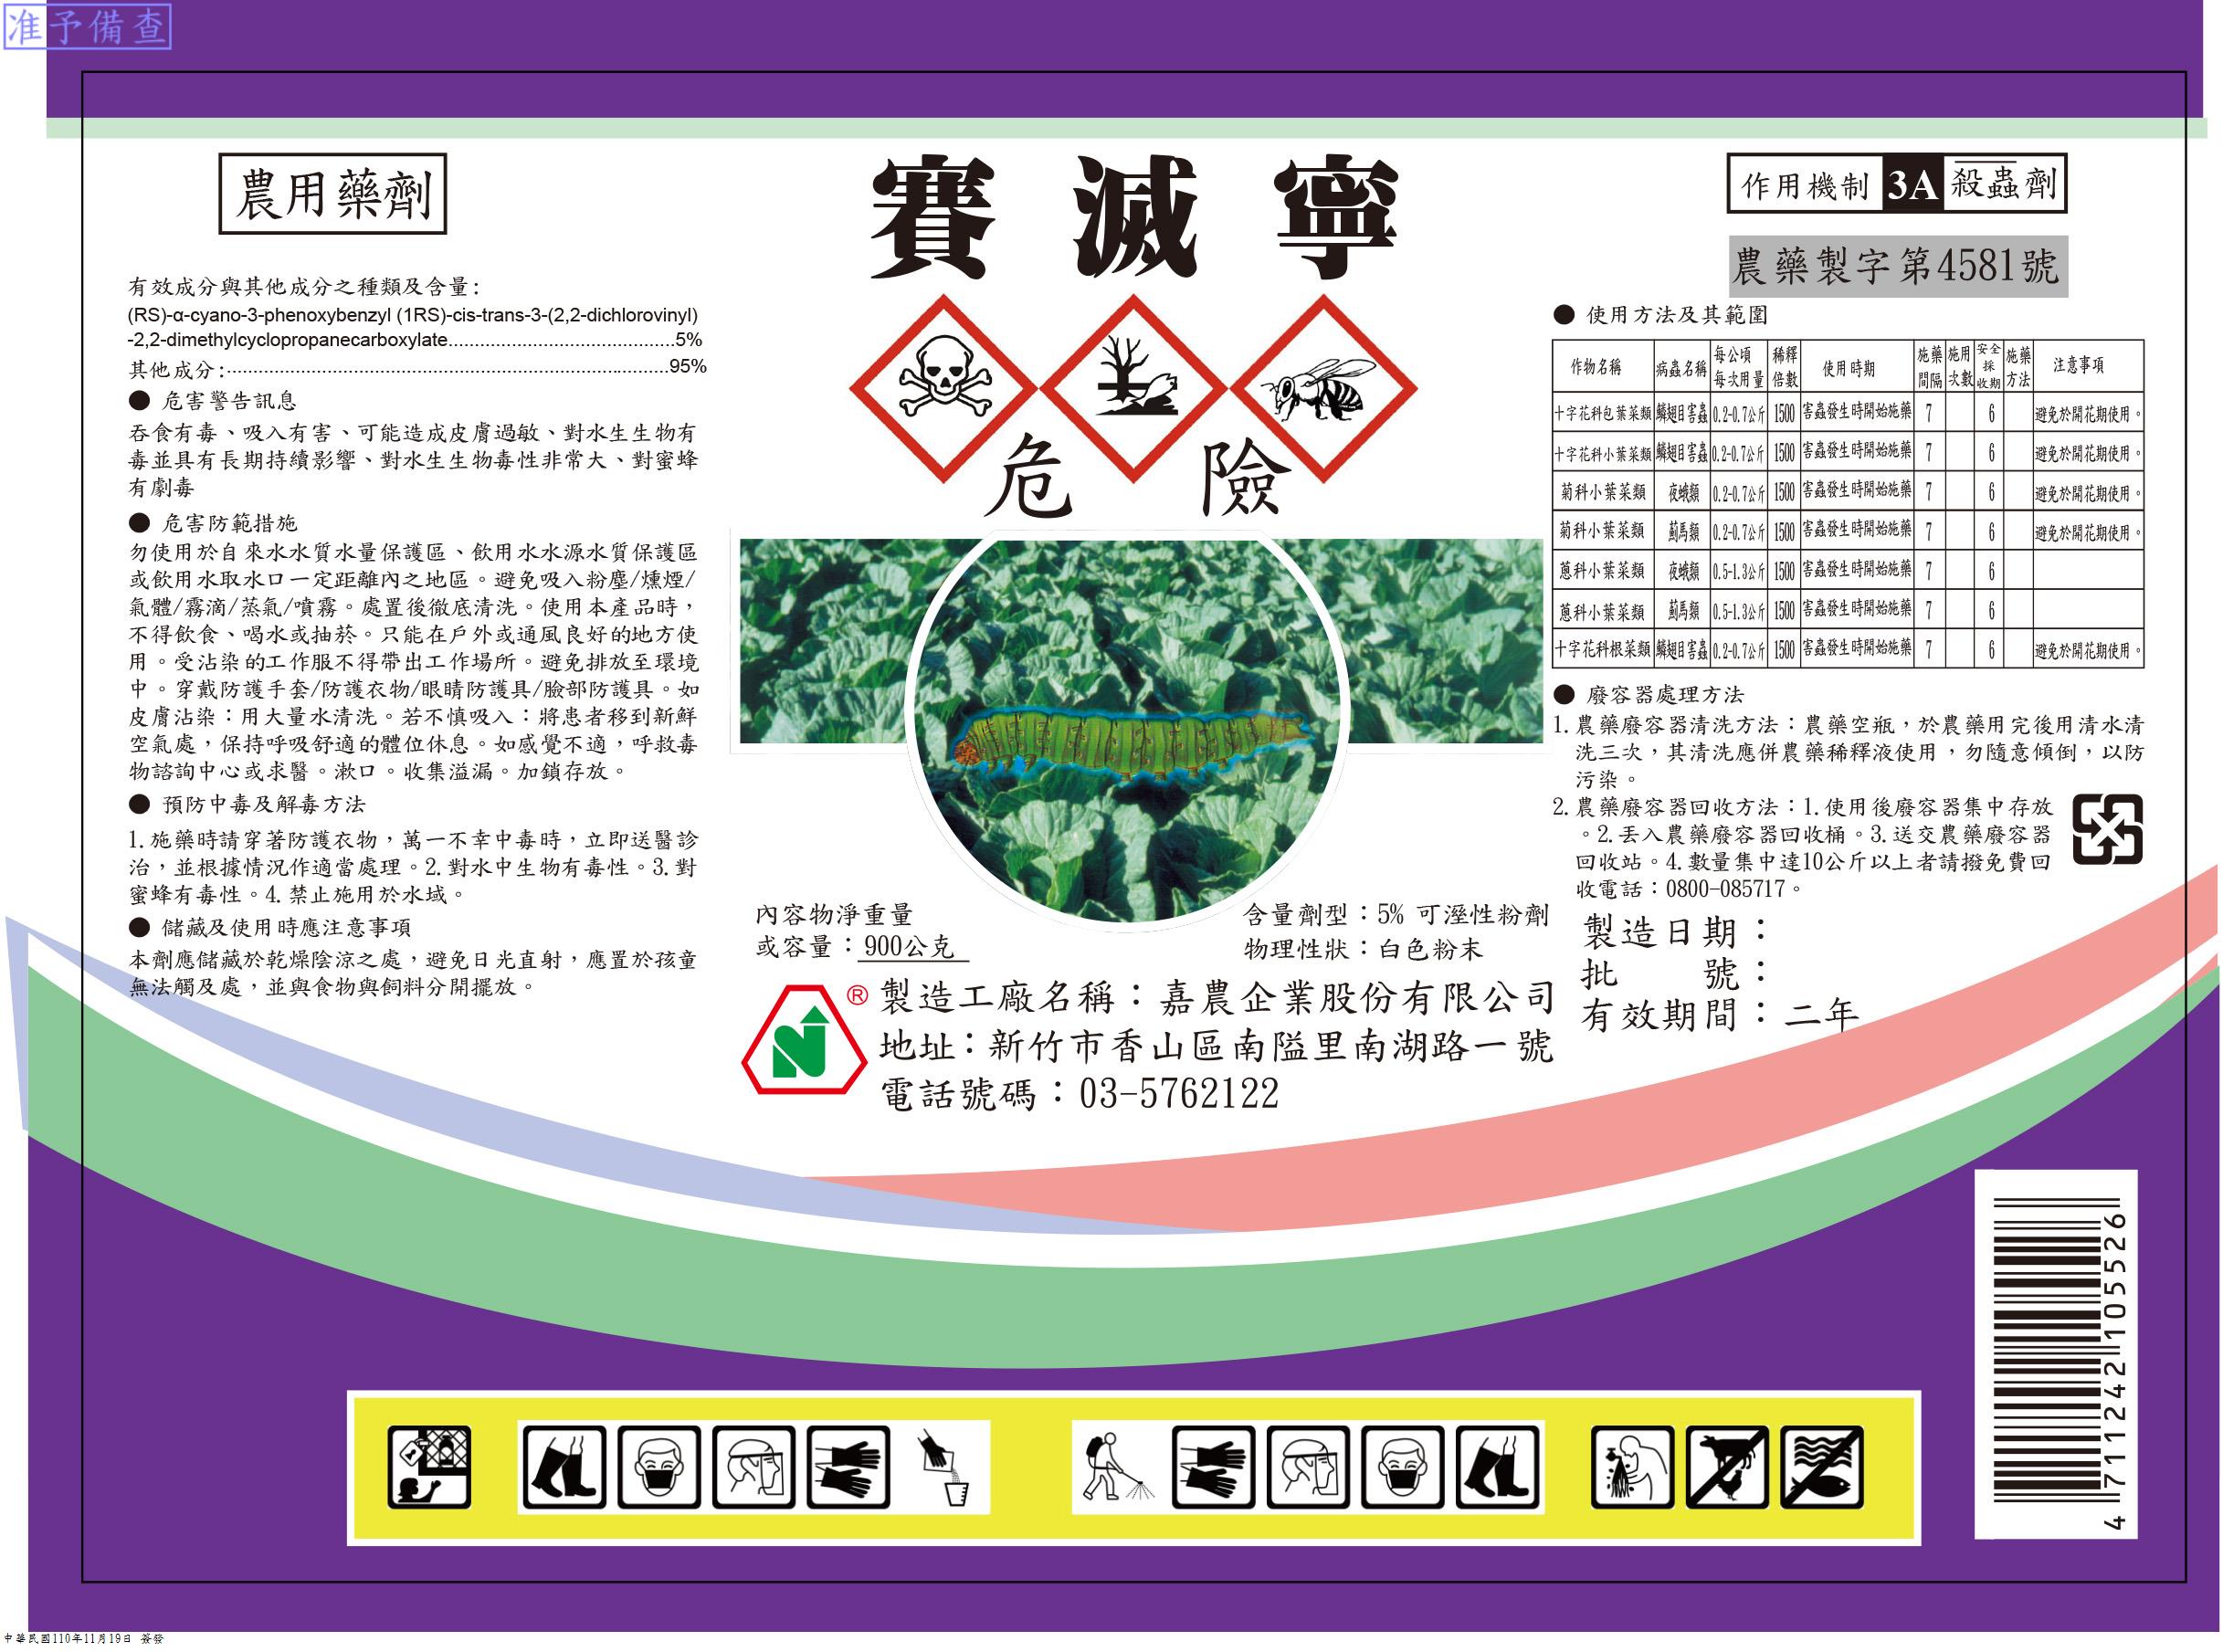 准予備查
農用藥劑
有效成分與其他成分之種類及含量:
(RS)-α-cyano-3-phenoxybenzyl (1RS)-cis-trans-3-(2,2-dichlorovinyl)
-2,2-dimethylcyclopropanecarboxylate...........................................5%
其他成分:....................................................................................95%
● 危害警告訊息
吞食有毒、吸入有害、可能造成皮膚過敏、對水生生物有
毒並具有長期持續影響、對水生生物毒性非常大、對蜜蜂
有劇毒
● 危害防範措施
勿使用於自來水水質水量保護區、飲用水水源水質保護區
或飲用水取水口一定距離內之地區。避免吸入粉塵/燻煙/
氣體/霧滴/蒸氣/噴霧。處置後徹底清洗。使用本產品時，
不得飲食、喝水或抽菸。只能在戶外或通風良好的地方使
用。受沾染的工作服不得帶出工作場所。避免排放至環境
中。穿戴防護手套/防護衣物/眼睛防護具/臉部防護具。如
皮膚沾染：用大量水清洗。若不慎吸入：將患者移到新鮮
空氣處，保持呼吸舒適的體位休息。如感覺不適，呼救毒
物諮詢中心或求醫。漱口。收集溢漏。加鎖存放。
● 預防中毒及解毒方法
1.施藥時請穿著防護衣物，萬一不幸中毒時，立即送醫診
治，並根據情況作適當處理。2.對水中生物有毒性。3.對
蜜蜂有毒性。4.禁止施用於水域。
● 儲藏及使用時應注意事項
本劑應儲藏於乾燥陰涼之處，避免日光直射，應置於孩童
無法觸及處，並與食物與飼料分開擺放。
賽滅寧
危險
內容物淨重量
或容量：900公克
含量劑型：5% 可溼性粉劑
物理性狀：白色粉末
® 製造工廠名稱：嘉農企業股份有限公司
地址：新竹市香山區南隘里南湖路一號
電話號碼：03-5762122
作用機制 3A 殺蟲劑
農藥製字第4581號
● 使用方法及其範圍
作物名稱 病蟲名稱 每公頃每次用量 稀釋倍數 使用時期 施藥間隔 施用次數 安全採收期 施藥方法 注意事項
十字花科包葉菜類 鱗翅目害蟲 0.2-0.7公斤 1500 害蟲發生時開始施藥 7 6 避免於開花期使用。
十字花科小葉菜類 鱗翅目害蟲 0.2-0.7公斤 1500 害蟲發生時開始施藥 7 6 避免於開花期使用。
菊科小葉菜類 夜蛾類 0.2-0.7公斤 1500 害蟲發生時開始施藥 7 6 避免於開花期使用。
菊科小葉菜類 薊馬類 0.2-0.7公斤 1500 害蟲發生時開始施藥 7 6 避免於開花期使用。
蔥科小葉菜類 夜蛾類 0.5-1.3公斤 1500 害蟲發生時開始施藥 7 6
蔥科小葉菜類 薊馬類 0.5-1.3公斤 1500 害蟲發生時開始施藥 7 6
十字花科根菜類 鱗翅目害蟲 0.2-0.7公斤 1500 害蟲發生時開始施藥 7 6 避免於開花期使用。
● 廢容器處理方法
1.農藥廢容器清洗方法：農藥空瓶，於農藥用完後用清水清
洗三次，其清洗應併農藥稀釋液使用，勿隨意傾倒，以防
污染。
2.農藥廢容器回收方法：1.使用後廢容器集中存放
。2.丟入農藥廢容器回收桶。3.送交農藥廢容器
回收站。4.數量集中達10公斤以上者請撥免費回
收電話：0800-085717。
製造日期：
批號：
有效期間：二年
4 711242 105526
中華民國110年11月19日 簽發